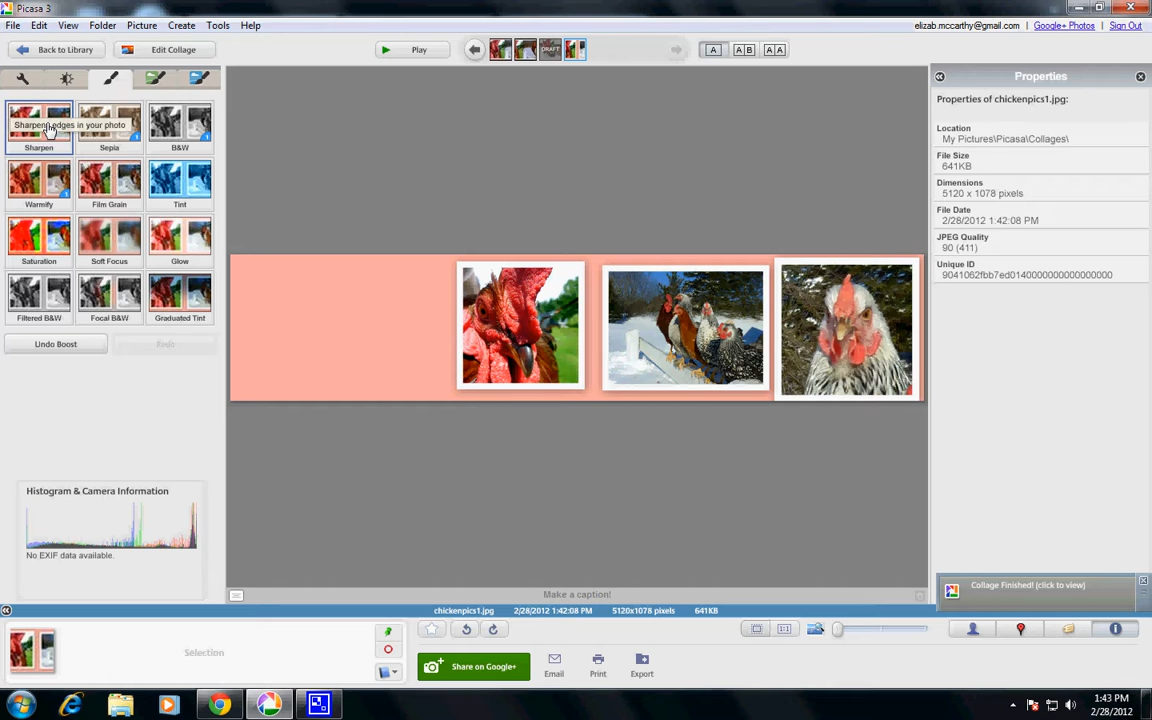 Picasa 3
File Edit View Folder Picture Create Tools Help
elizab.mccarthy@gmail.com Google+ Photos Sign Out
Back to Library Edit Collage
Play
DRAFT
A AB AA
Properties
Properties of chickenpics1.jpg:
Location
My Pictures\Picasa\Collages\
File Size
641KB
Dimensions
5120 x 1078 pixels
File Date
2/28/2012 1:42:08 PM
JPEG Quality
90 (411)
Unique ID
9041062fbb7ed0140000000000000000
Sharpen edges in your photo
Sharpen Sepia B&W
Warmify Film Grain Tint
Saturation Soft Focus Glow
Filtered B&W Focal B&W Graduated Tint
Undo Boost Redo
Histogram & Camera Information
No EXIF data available.
Collage Finished! (click to view)
Make a caption!
chickenpics1.jpg 2/28/2012 1:42:08 PM 5120x1078 pixels 641KB
Selection
1:1
Share on Google+
Email Print Export
1:43 PM
2/28/2012